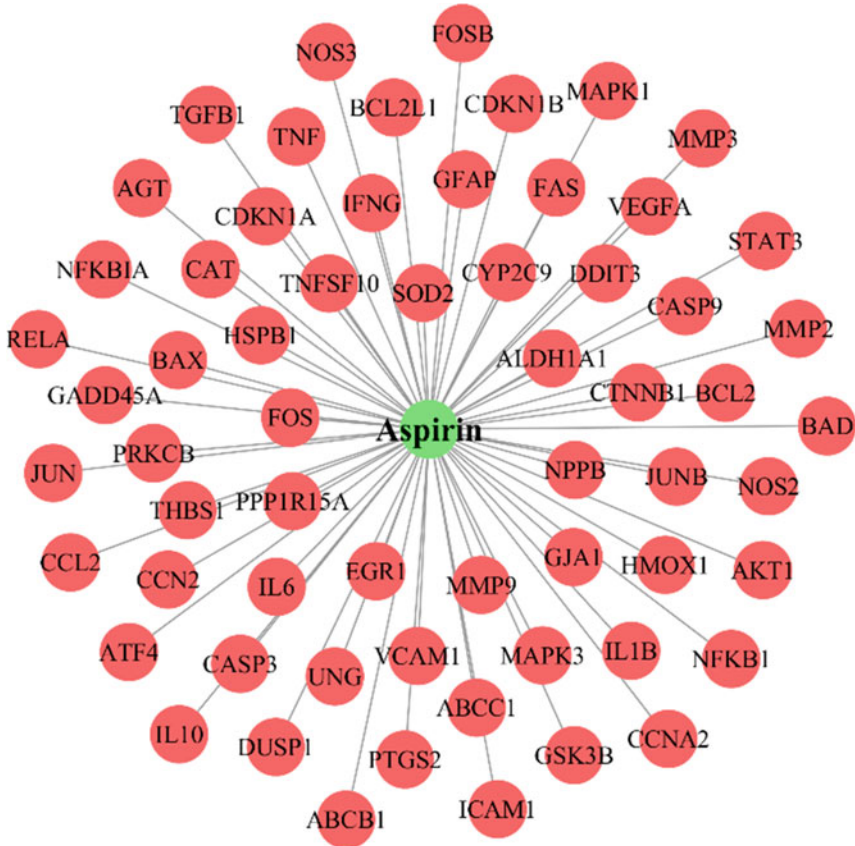 FOSB
NOS3
MAPK1
BCL2L1
CDKN1B
TGFB1
TNF
MMP3
GFAP
FAS
AGT
IFNG
VEGFA
CDKN1A
STAT3
NFKBIA
CAT
TNFSF10
CYP2C9
DDIT3
SOD2
CASP9
MMP2
RELA
HSPB1
BAX
ALDH1A1
GADD45A
CTNNB1
BCL2
FOS
BAD
Aspirin
PRKCB
JUN
NPPB
JUNB
NOS2
THBS1
PPP1R15A
CCL2
CCN2
IL6
EGR1
MMP9
GJA1
HMOX1
AKT1
ATF4
CASP3
UNG
VCAM1
MAPK3
IL1B
NFKB1
ABCC1
IL10
DUSP1
PTGS2
GSK3B
CCNA2
ABCB1
ICAM1